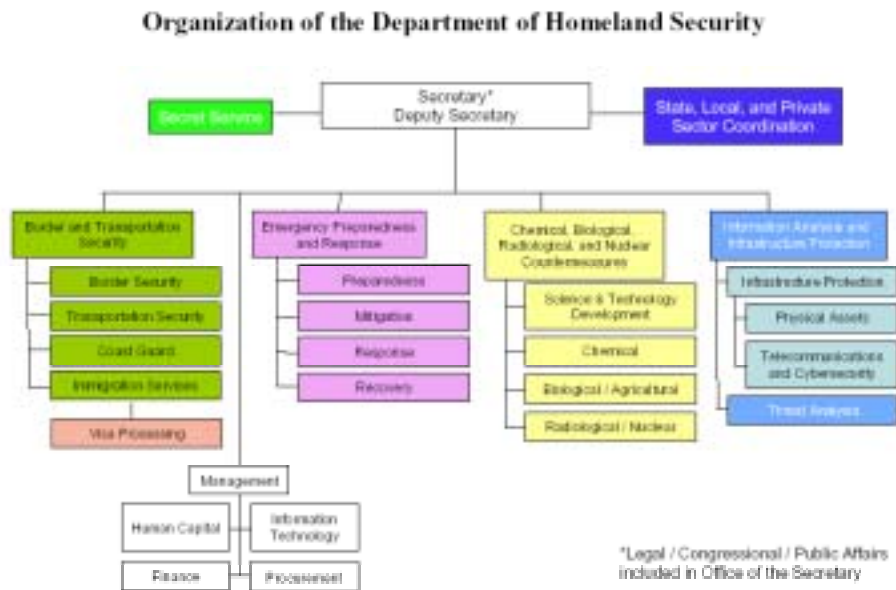 Organization of the Department of Homeland Security
Secretary*
Deputy Secretary
Secret Service
State, Local, and Private
Sector Coordination
Border and Transportation
Security
Border Security
Transportation Security
Coast Guard
Immigration Services
Visa Processing
Emergency Preparedness
and Response
Preparedness
Mitigation
Response
Recovery
Chemical, Biological,
Radiological, and Nuclear
Countermeasures
Science & Technology
Development
Chemical
Biological / Agricultural
Radiological / Nuclear
Information Analysis and
Infrastructure Protection
Infrastructure Protection
Physical Assets
Telecommunications
and Cybersecurity
Threat Analysis
Management
Human Capital
Information
Technology
Finance
Procurement
*Legal / Congressional / Public Affairs
included in Office of the Secretary